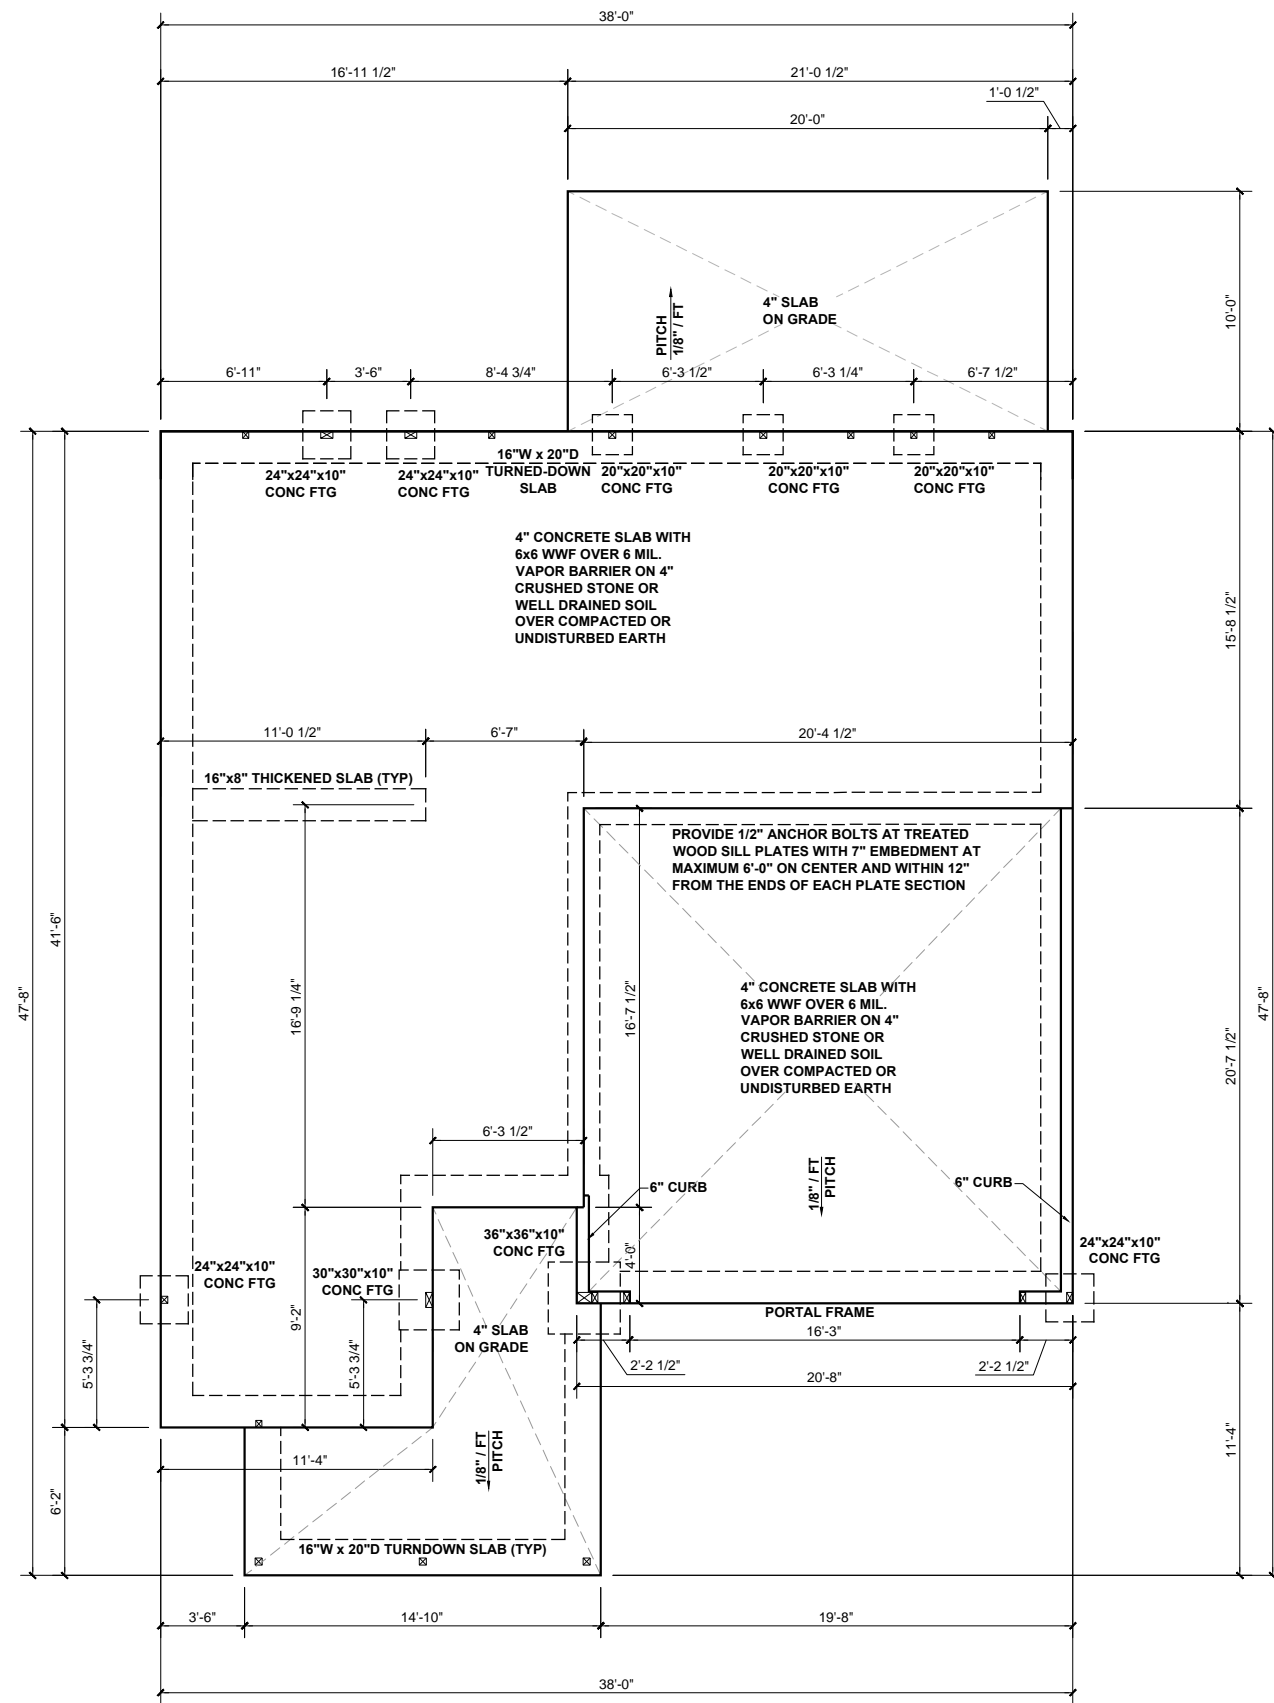 38'-0"
16'-11 1/2"
21'-0 1/2"
1'-0 1/2"
20'-0"
10'-0"
4" SLAB
ON GRADE
PITCH
1/8" / FT
6'-11"
3'-6"
8'-4 3/4"
6'-3 1/2"
6'-3 1/4"
6'-7 1/2"
24"x24"x10"
CONC FTG
24"x24"x10"
CONC FTG
16"W x 20"D
TURNED-DOWN
SLAB
20"x20"x10"
CONC FTG
20"x20"x10"
CONC FTG
20"x20"x10"
CONC FTG
4" CONCRETE SLAB WITH
6x6 WWF OVER 6 MIL.
VAPOR BARRIER ON 4"
CRUSHED STONE OR
WELL DRAINED SOIL
OVER COMPACTED OR
UNDISTURBED EARTH
15'-8 1/2"
11'-0 1/2"
6'-7"
20'-4 1/2"
16"x8" THICKENED SLAB (TYP)
PROVIDE 1/2" ANCHOR BOLTS AT TREATED
WOOD SILL PLATES WITH 7" EMBEDMENT AT
MAXIMUM 6'-0" ON CENTER AND WITHIN 12"
FROM THE ENDS OF EACH PLATE SECTION
41'-6"
47'-8"
16'-9 1/4"
16'-7 1/2"
4" CONCRETE SLAB WITH
6x6 WWF OVER 6 MIL.
VAPOR BARRIER ON 4"
CRUSHED STONE OR
WELL DRAINED SOIL
OVER COMPACTED OR
UNDISTURBED EARTH
20'-7 1/2"
47'-8"
6'-3 1/2"
6" CURB
1/8" / FT
PITCH
6" CURB
36"x36"x10"
CONC FTG
4'-0"
24"x24"x10"
CONC FTG
24"x24"x10"
CONC FTG
30"x30"x10"
CONC FTG
9'-2"
4" SLAB
ON GRADE
PORTAL FRAME
16'-3"
5'-3 3/4"
5'-3 3/4"
2'-2 1/2"
2'-2 1/2"
20'-8"
11'-4"
1/8" / FT
PITCH
11'-4"
6'-2"
16"W x 20"D TURNDOWN SLAB (TYP)
3'-6"
14'-10"
19'-8"
38'-0"